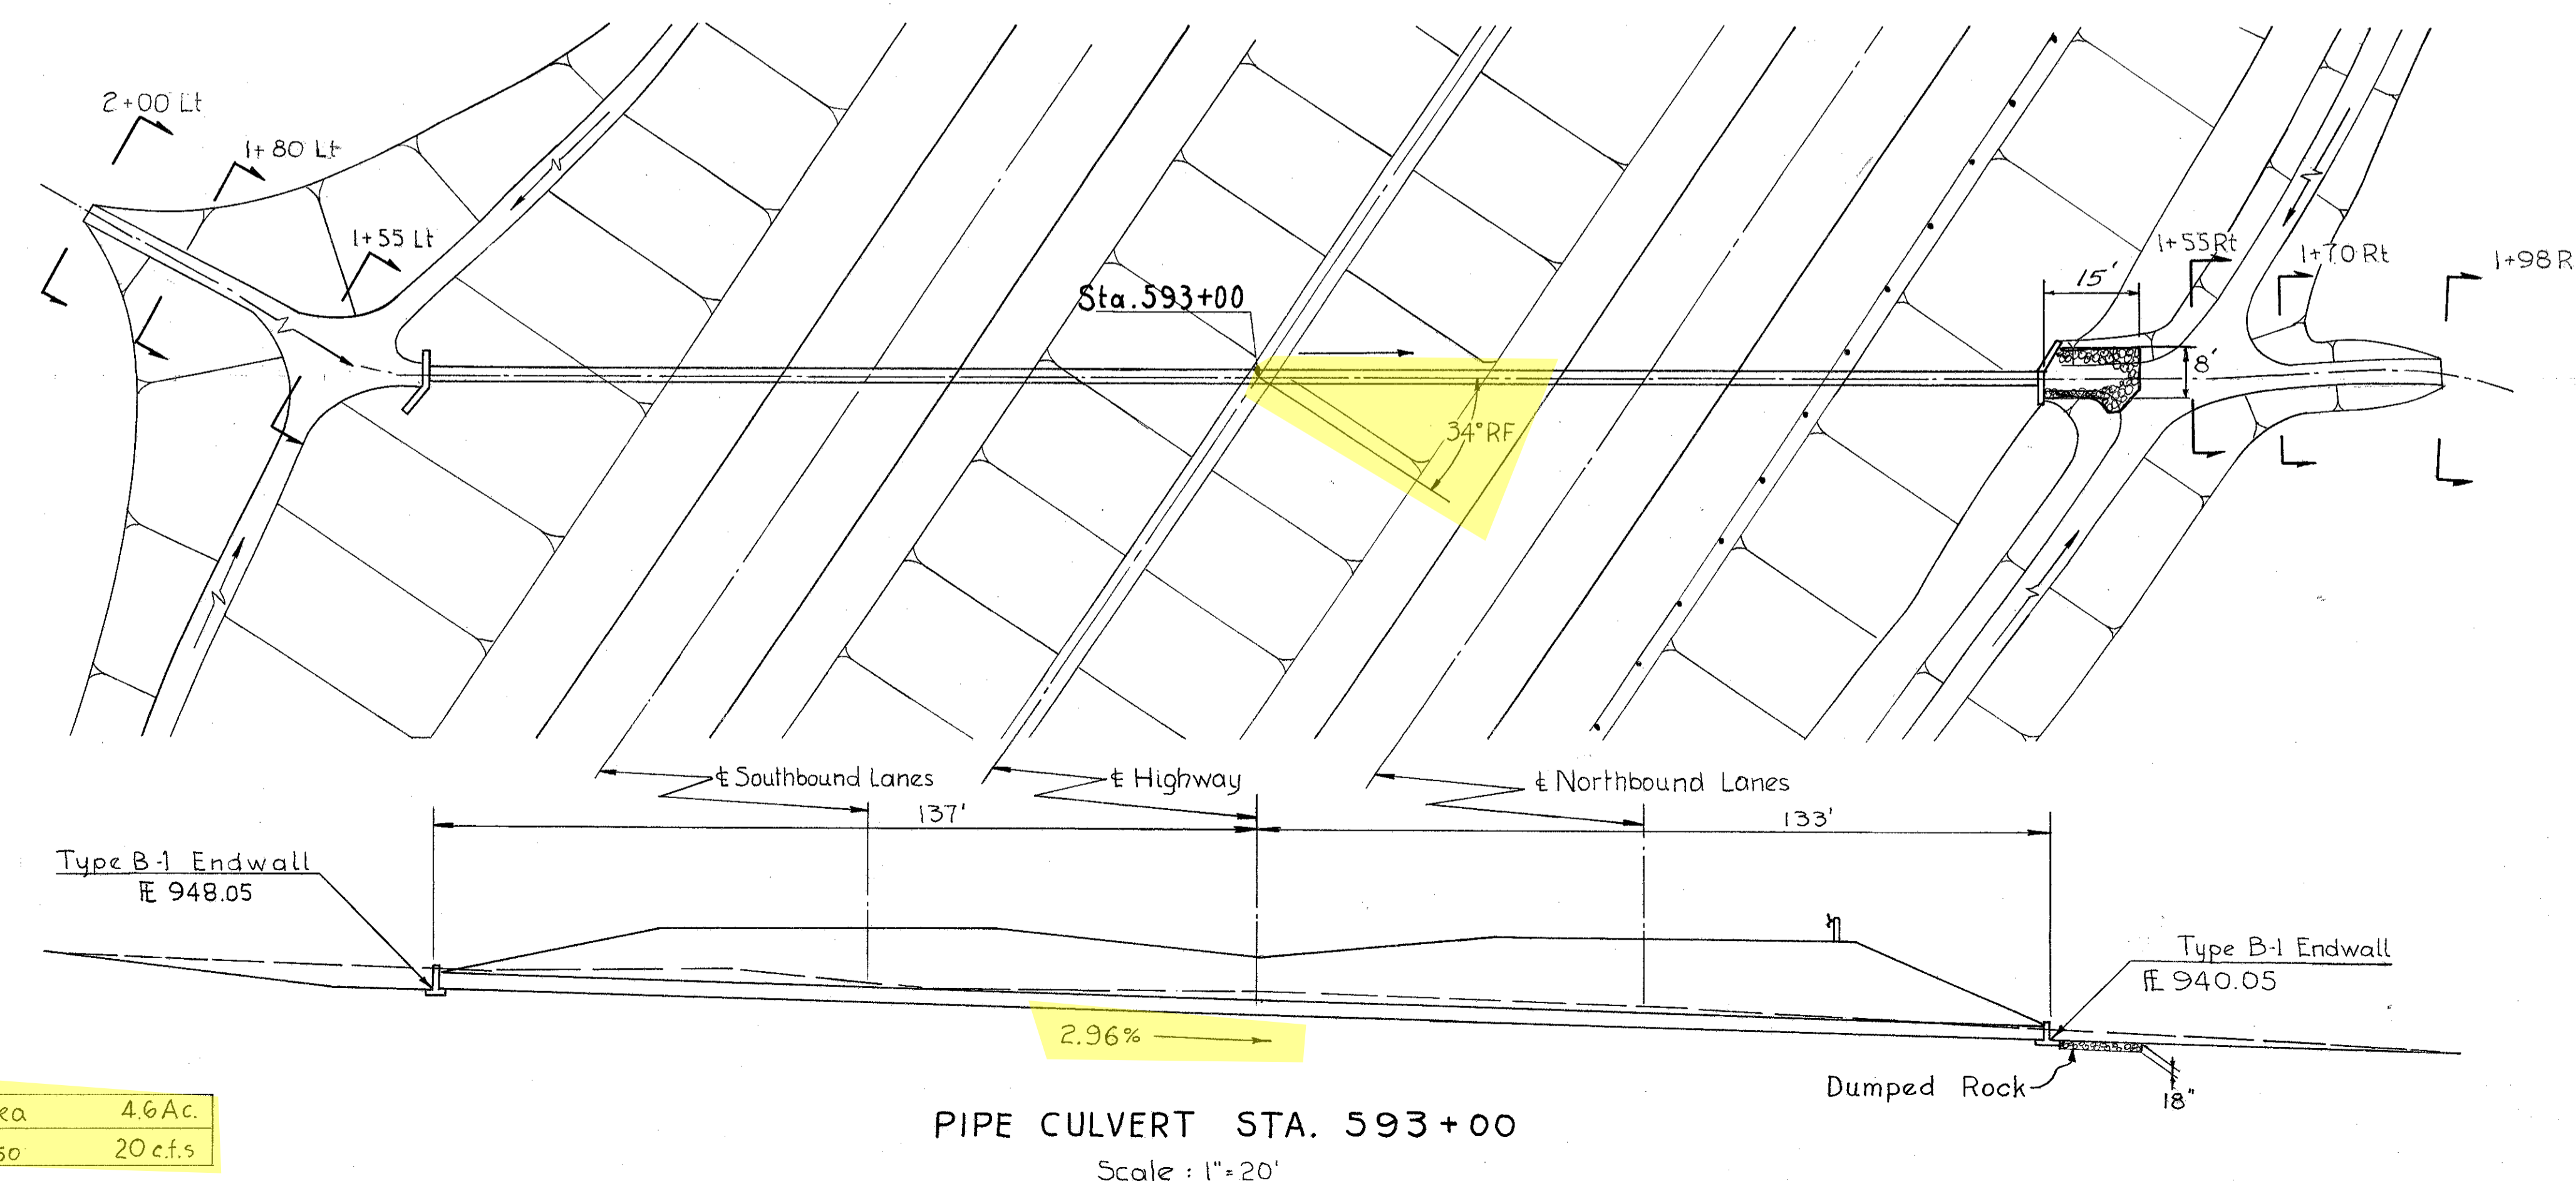 2+00 Lt
1+80 Lt
1+55 Lt
Sta. 593+00
34° RF
15'
8'
1+55 Rt
1+70 Rt
1+98 R
℄ Southbound Lanes
℄ Highway
℄ Northbound Lanes
137'
133'
Type B-1 Endwall
FE 948.05
Type B-1 Endwall
FE 940.05
2.96%
Dumped Rock
18"
ea 4.6 Ac.
50 20 c.f.s
PIPE CULVERT STA. 593+00
Scale : 1"=20'